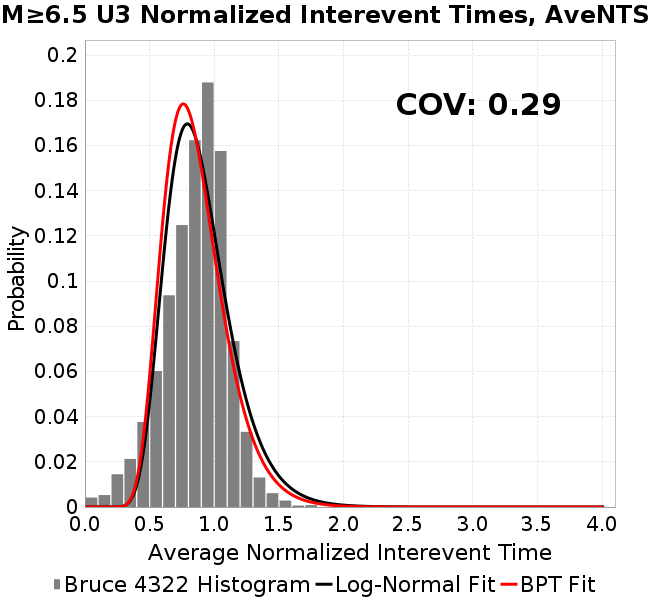 M≥6.5 U3 Normalized Interevent Times, AveNTS
COV: 0.29
Probability
0.2
0.18
0.16
0.14
0.12
0.1
0.08
0.06
0.04
0.02
0
0.0 0.5 1.0 1.5 2.0 2.5 3.0 3.5 4.0
Average Normalized Interevent Time
Bruce 4322 Histogram Log-Normal Fit BPT Fit